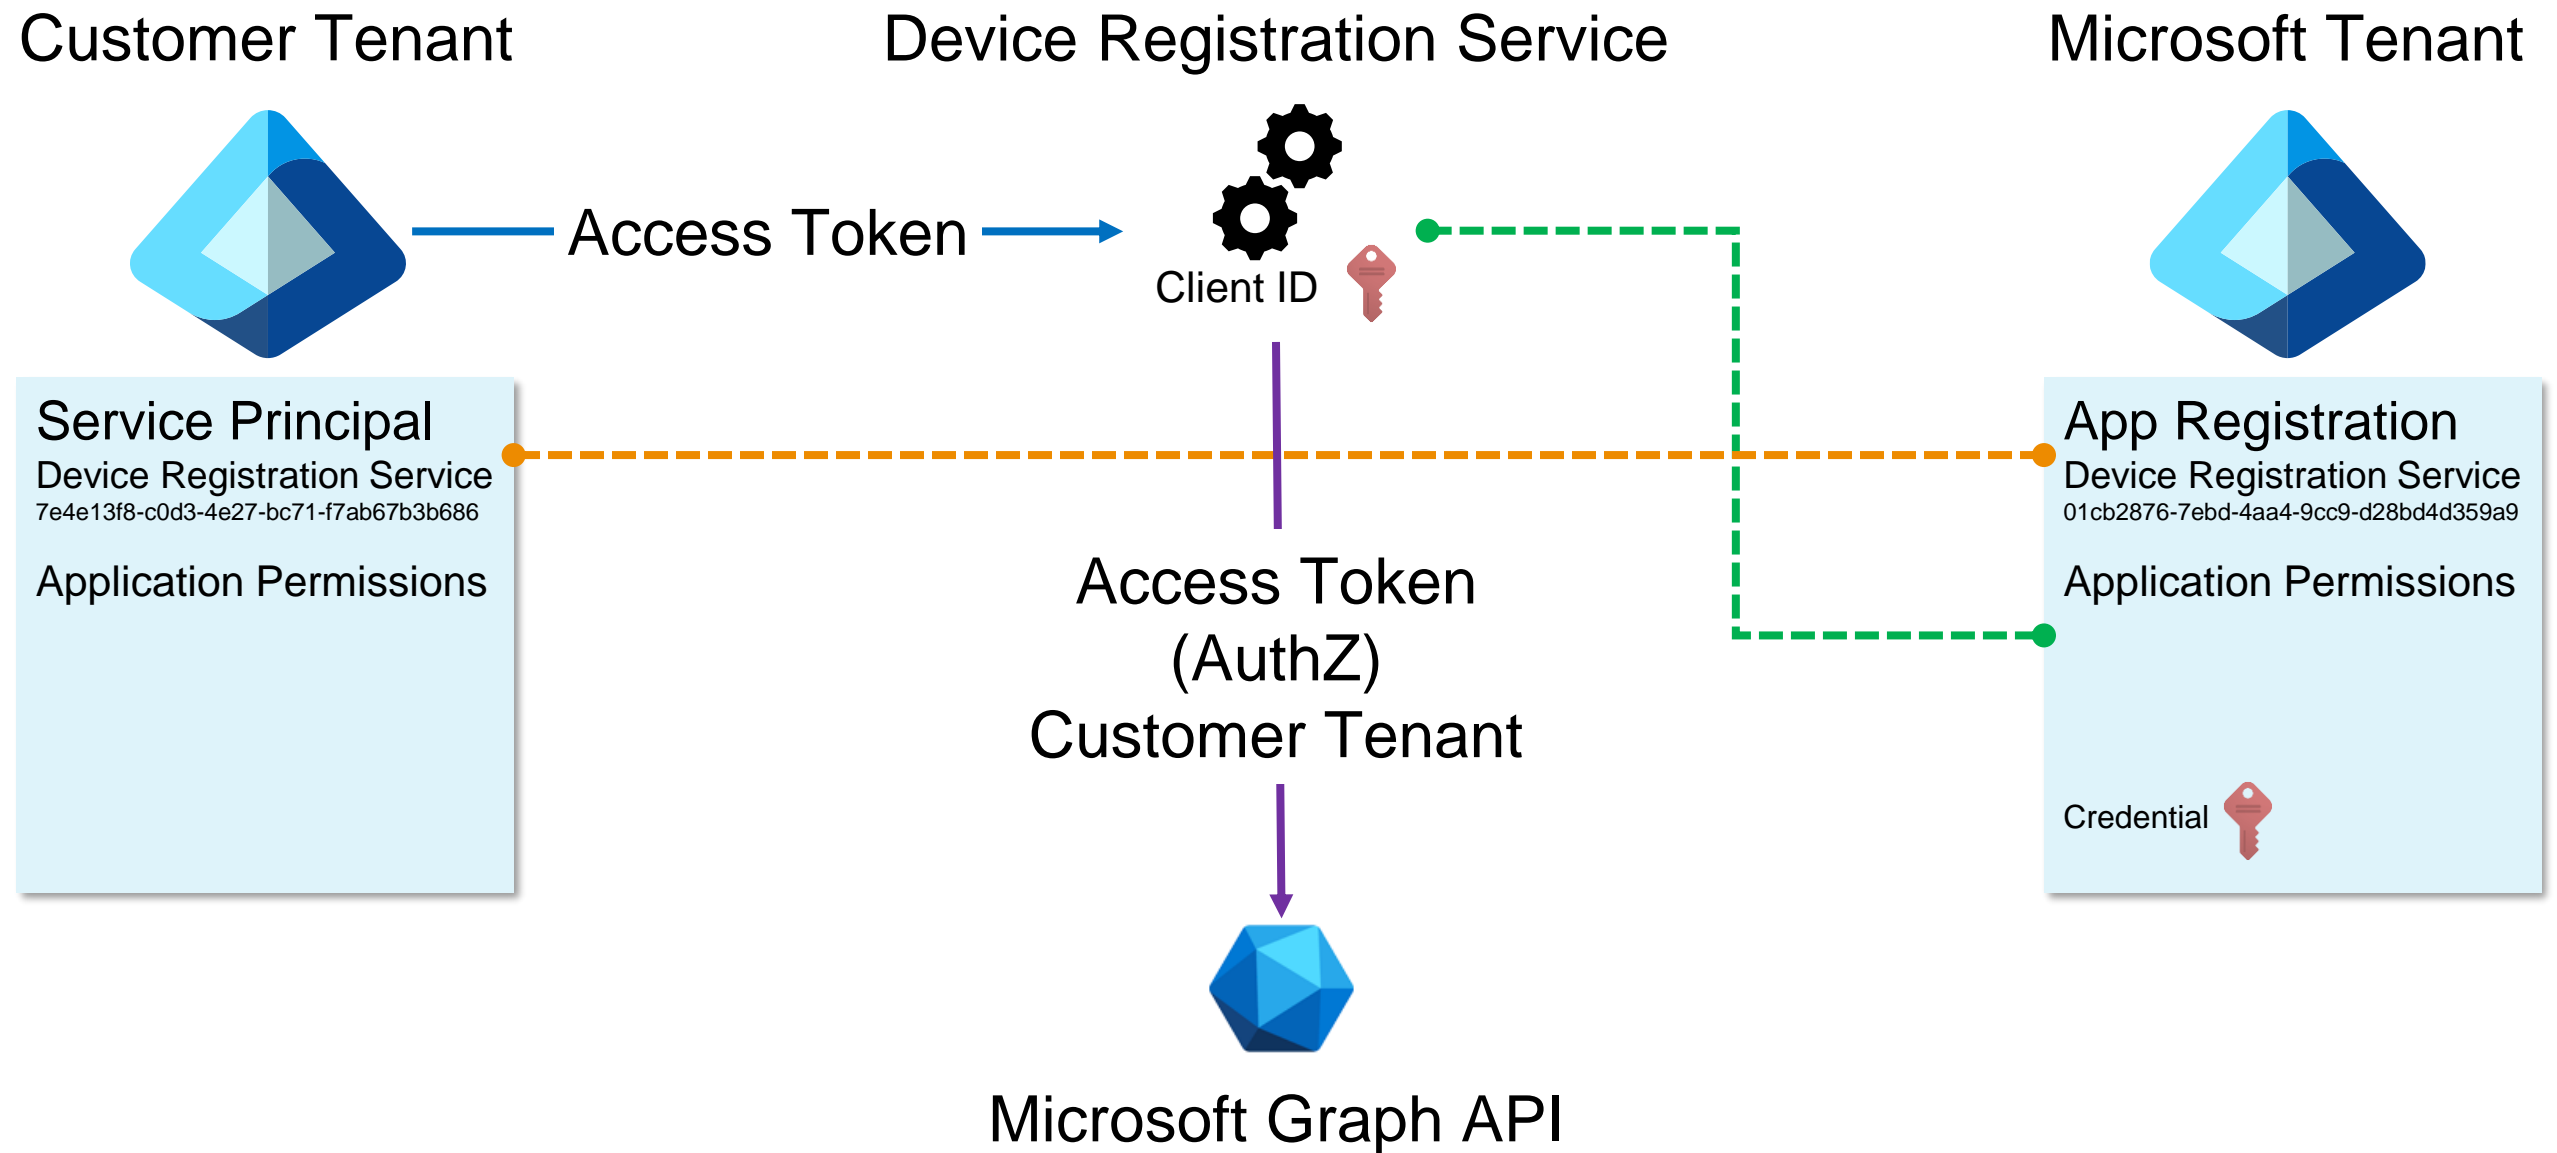 Customer Tenant
Device Registration Service
Microsoft Tenant
Access Token
Client ID
Service Principal
Device Registration Service
7e4e13f8-c0d3-4e27-bc71-f7ab67b3b686
Application Permissions
Access Token
(AuthZ)
Customer Tenant
App Registration
Device Registration Service
01cb2876-7ebd-4aa4-9cc9-d28bd4d359a9
Application Permissions
Credential
Microsoft Graph API